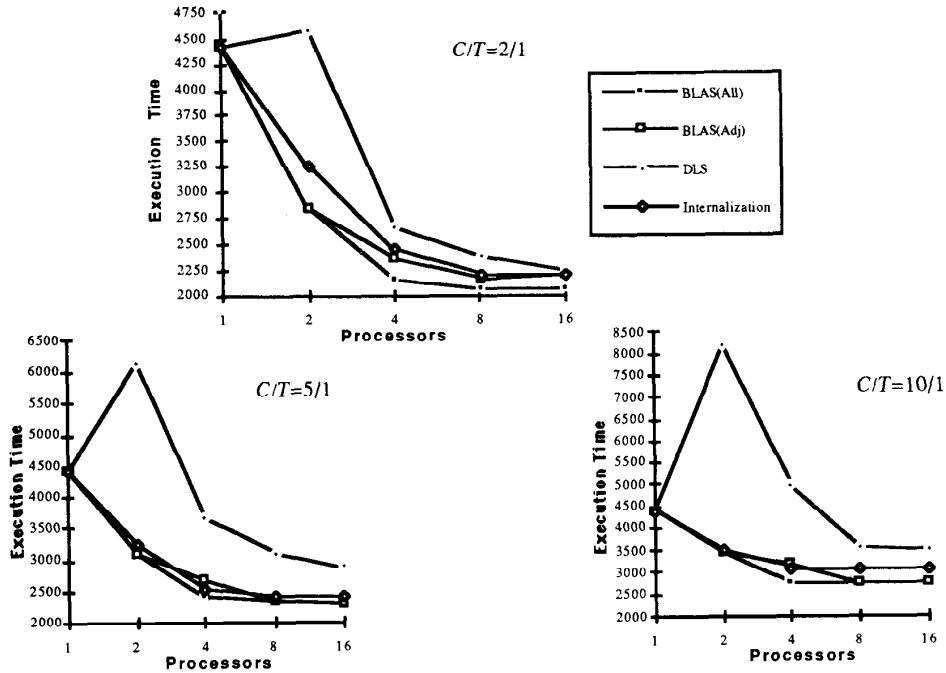 4750
4500
4250
4000
3750
3500
3250
3000
2750
2500
2250
2000
Execution Time
C/T=2/1
1 2 4 8 16
Processors
BLAS(All)
BLAS(Adj)
DLS
Internalization
6500
6000
5500
5000
4500
4000
3500
3000
2500
2000
Execution Time
C/T=5/1
1 2 4 8 16
Processors
8500
8000
7500
7000
6500
6000
5500
5000
4500
4000
3500
3000
2500
2000
Execution Time
C/T=10/1
1 2 4 8 16
Processors